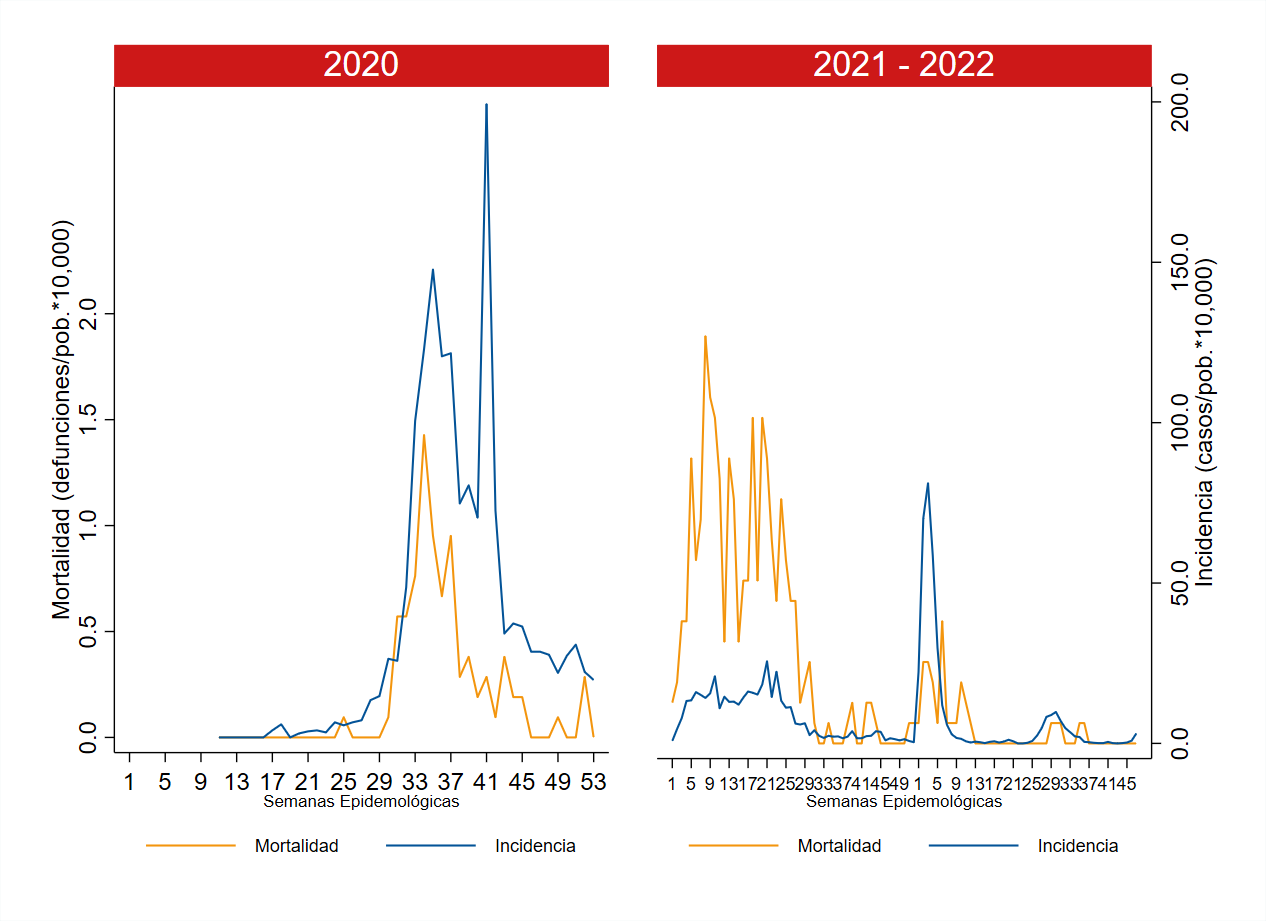 2020
2021 - 2022
Mortalidad (defunciones/pob.*10,000)
2.0
1.5
1.0
0.5
0.0
200.0
150.0
100.0
50.0
0.0
Incidencia (casos/pob.*10,000)
1 5 9 13 17 21 25 29 33 37 41 45 49 53
1 5 9 13172125293337414549 1 5 9 131721252933374145
Semanas Epidemológicas
Semanas Epidemológicas
Mortalidad Incidencia
Mortalidad Incidencia